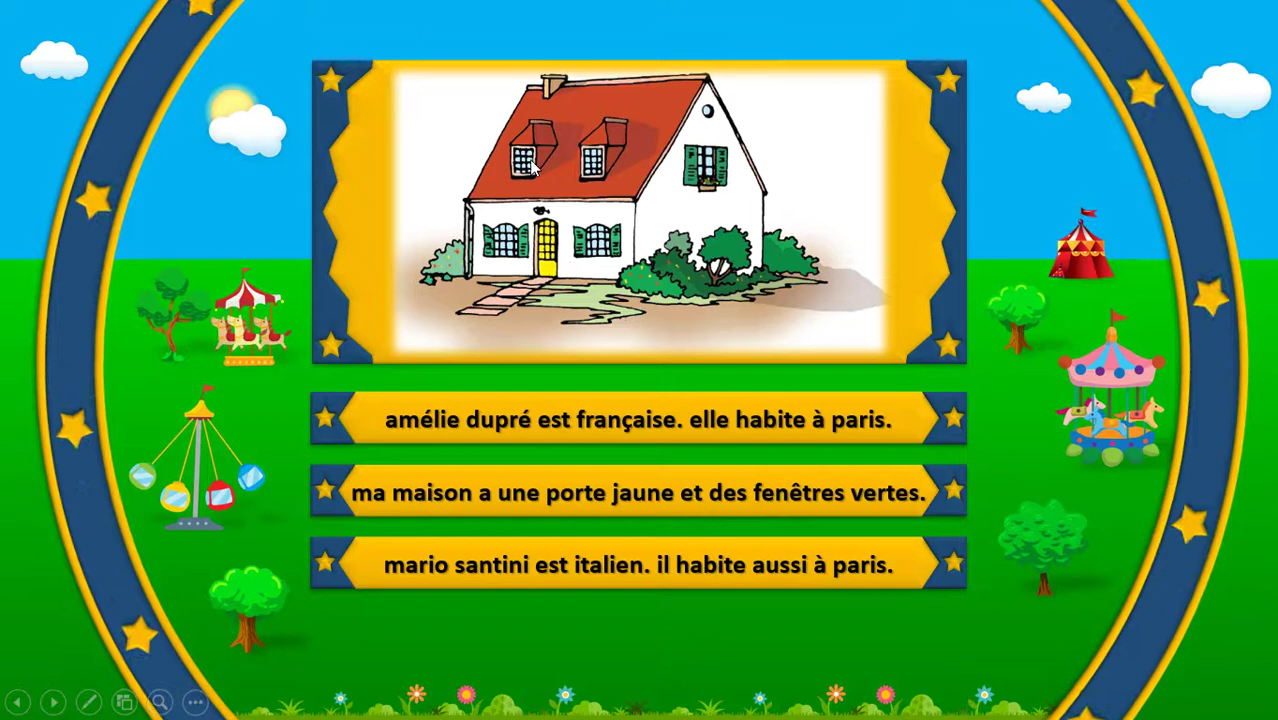 amélie dupré est française. elle habite à paris.
ma maison a une porte jaune et des fenêtres vertes.
mario santini est italien. il habite aussi à paris.